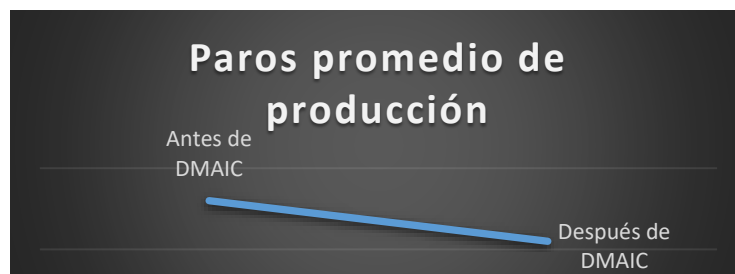 Paros promedio de
producción
Antes de
DMAIC
Después de
DMAIC